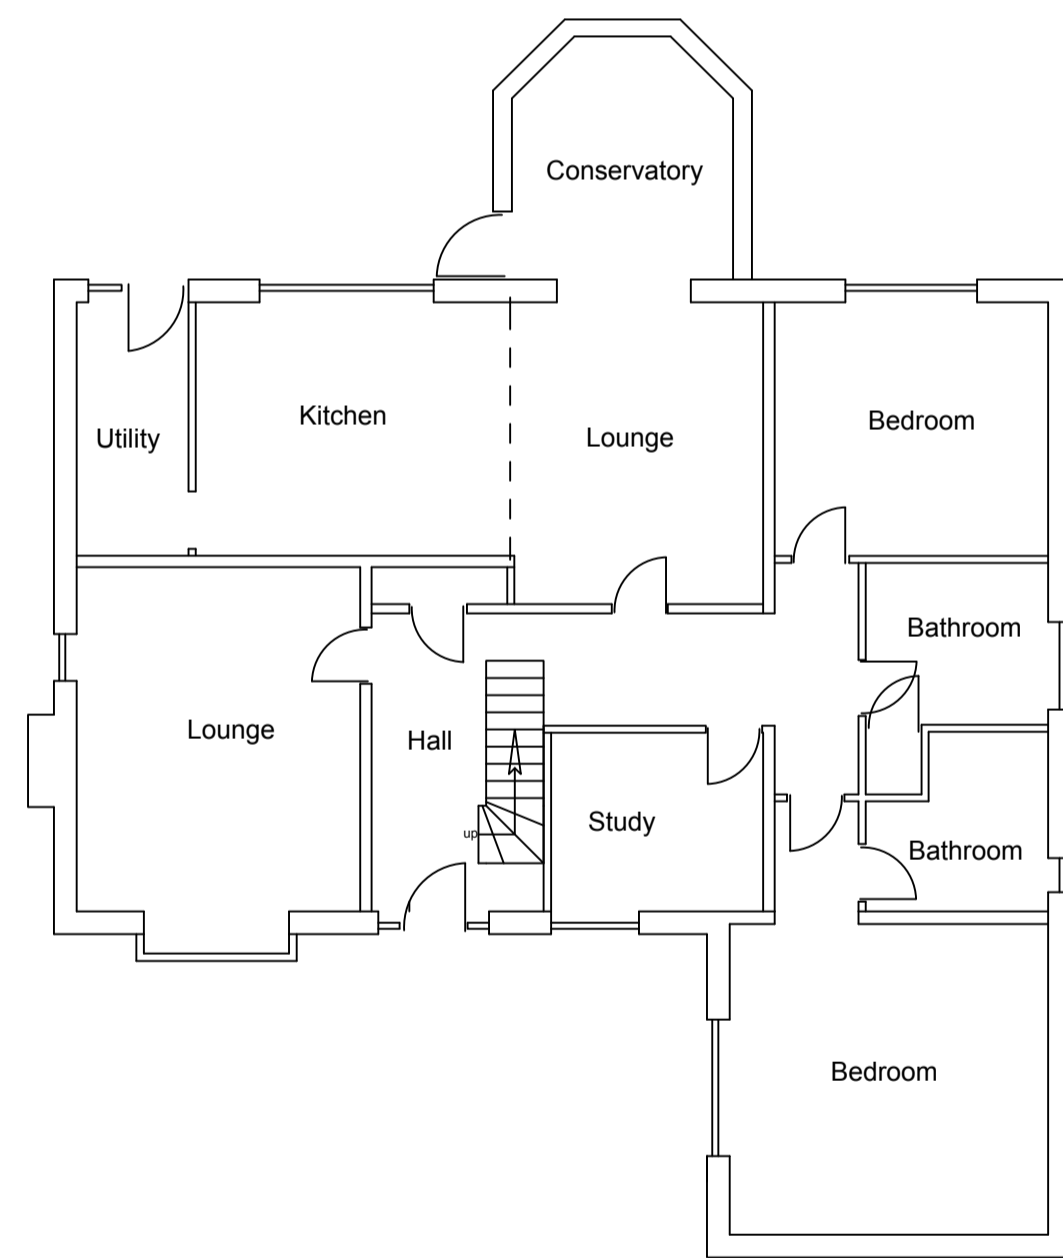 Conservatory
Kitchen
Utility
Lounge
Bedroom
Bathroom
Lounge
Hall
Study
up
Bathroom
Bedroom